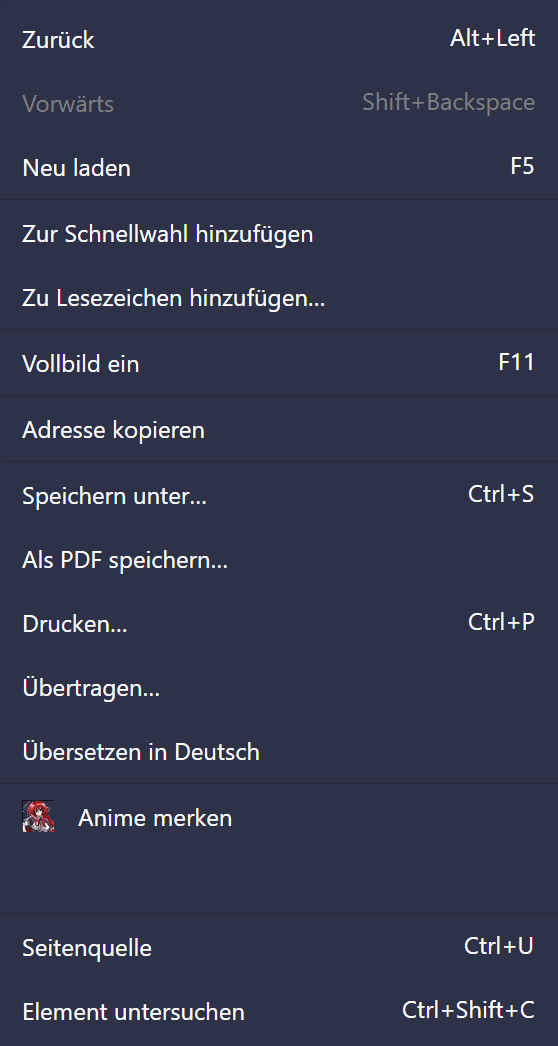 Zurück Alt+Left
Vorwärts Shift+Backspace
Neu laden F5
Zur Schnellwahl hinzufügen
Zu Lesezeichen hinzufügen...
Vollbild ein F11
Adresse kopieren
Speichern unter... Ctrl+S
Als PDF speichern...
Drucken... Ctrl+P
Übertragen...
Übersetzen in Deutsch
Anime merken
Seitenquelle Ctrl+U
Element untersuchen Ctrl+Shift+C